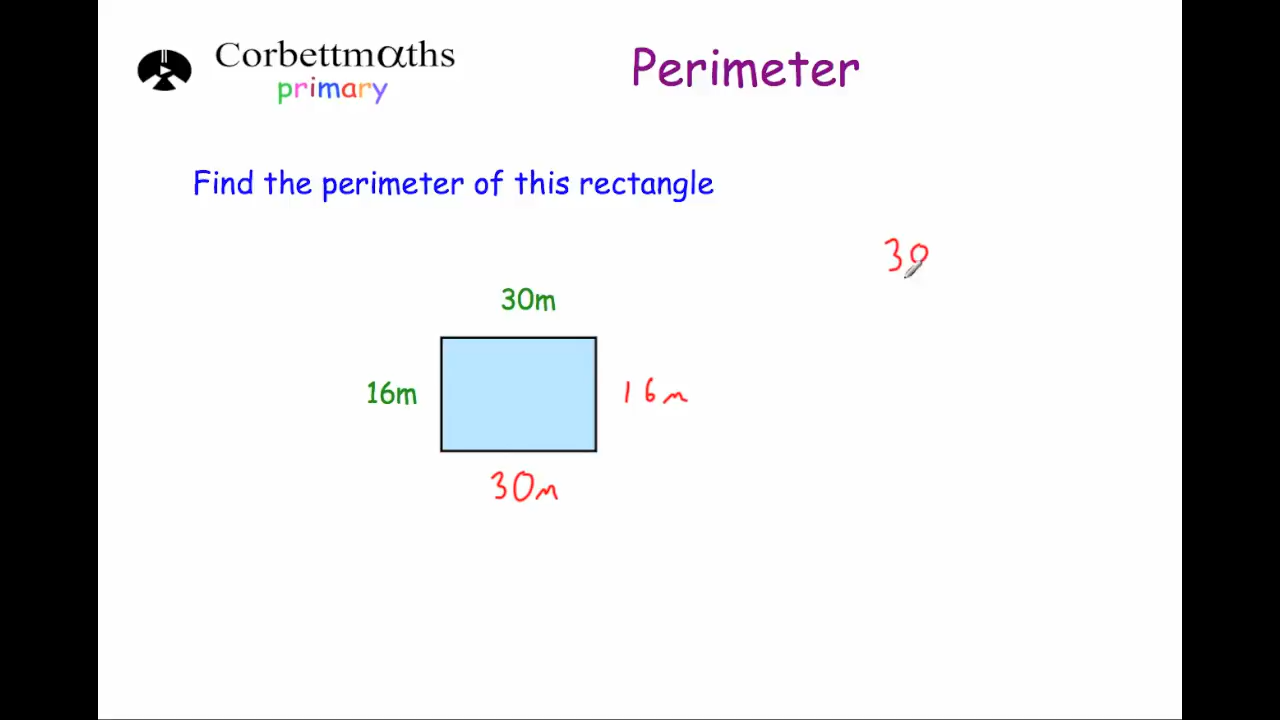 Corbettmαths
primary
Perimeter
Find the perimeter of this rectangle
30
30m
16m
16m
30m